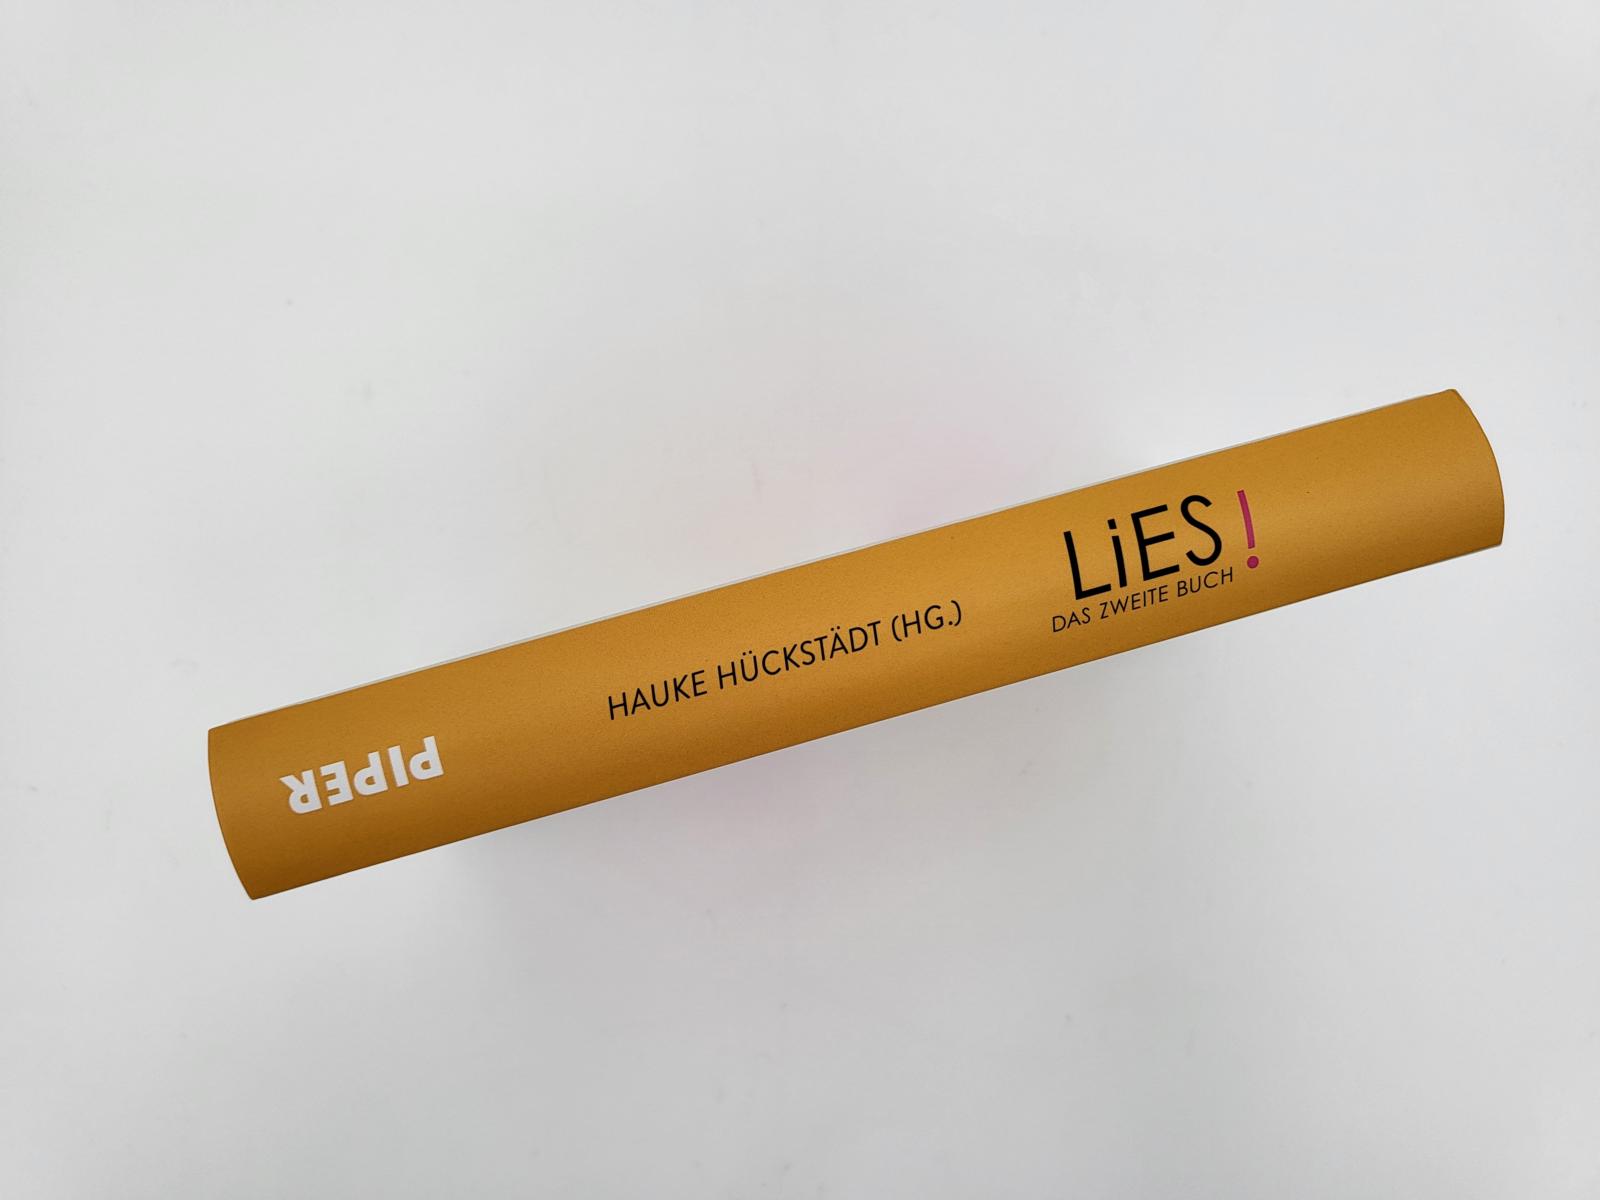 LiES!
DAS ZWEITE BUCH
HAUKE HÜCKSTÄDT (HG.)
PIPER